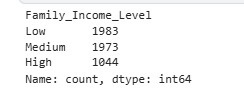 Family_Income_Level
Low       1983
Medium    1973
High      1044
Name: count, dtype: int64